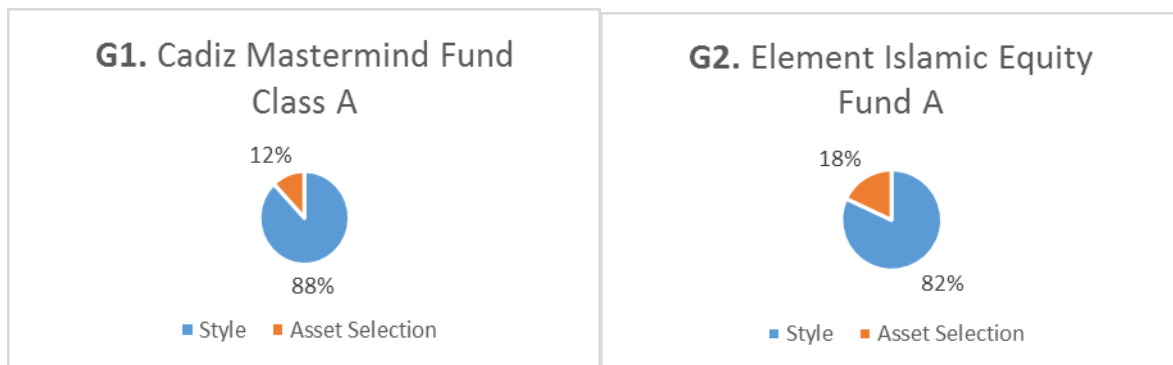 G1. Cadiz Mastermind Fund
Class A
12%
88%
Style Asset Selection
G2. Element Islamic Equity
Fund A
18%
82%
Style Asset Selection